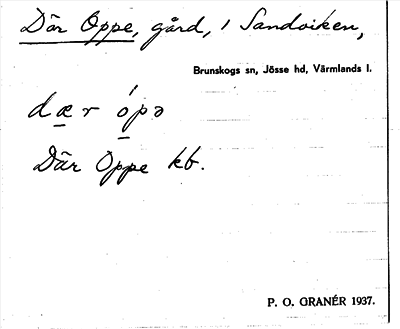 Där Oppe, gård, i Sandviken,
Brunskogs sn, Jösse hd, Värmlands l.
dær ópə
Där Oppe kb.
P. O. GRANÉR 1937.